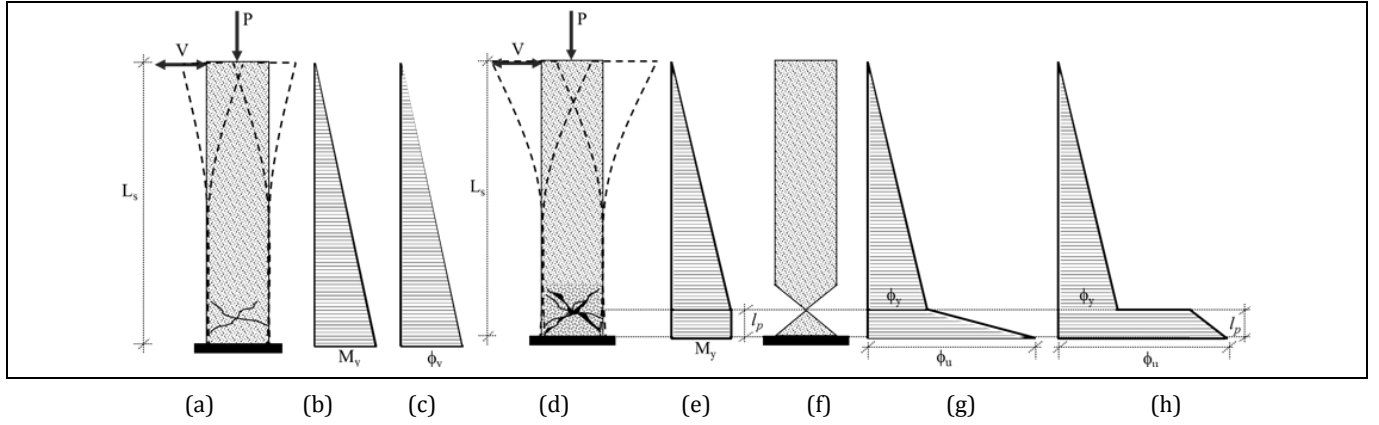 P
V
L_s
M_y
ϕ_y
P
V
L_s
l_p
M_y
ϕ_y
ϕ_u
ϕ_y
l_p
ϕ_u
(a) (b) (c) (d) (e) (f) (g) (h)